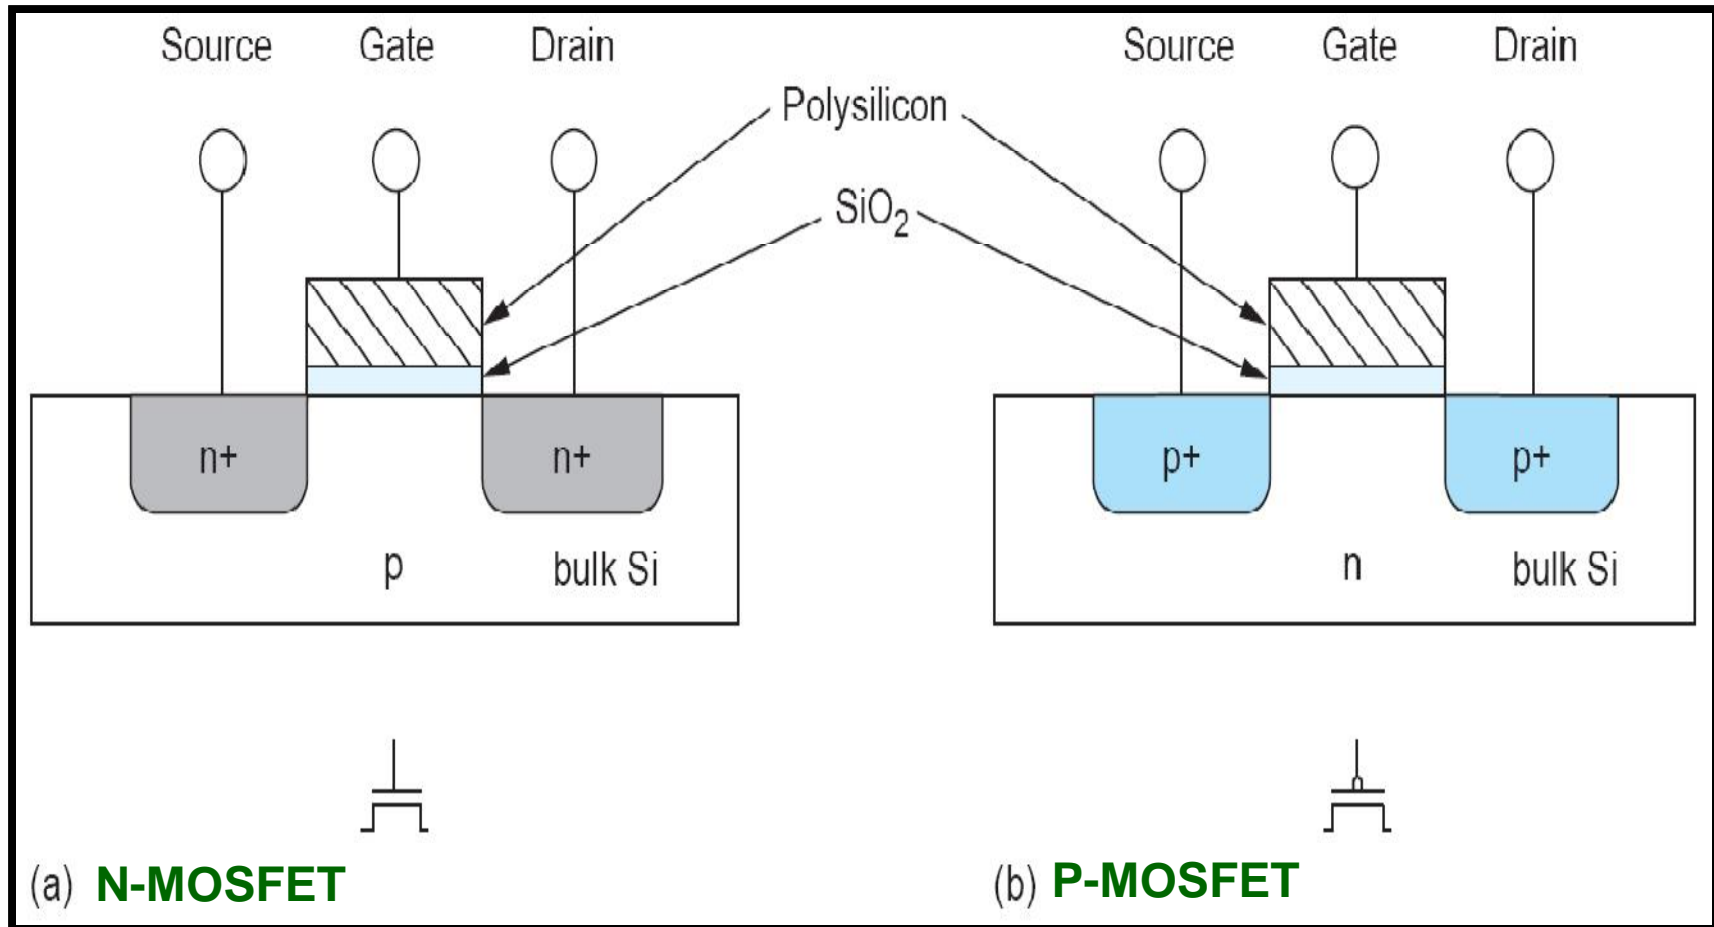 Source Gate Drain
Source Gate Drain
Polysilicon
SiO₂
n+ n+
p bulk Si
p+ p+
n bulk Si
(a) N-MOSFET
(b) P-MOSFET